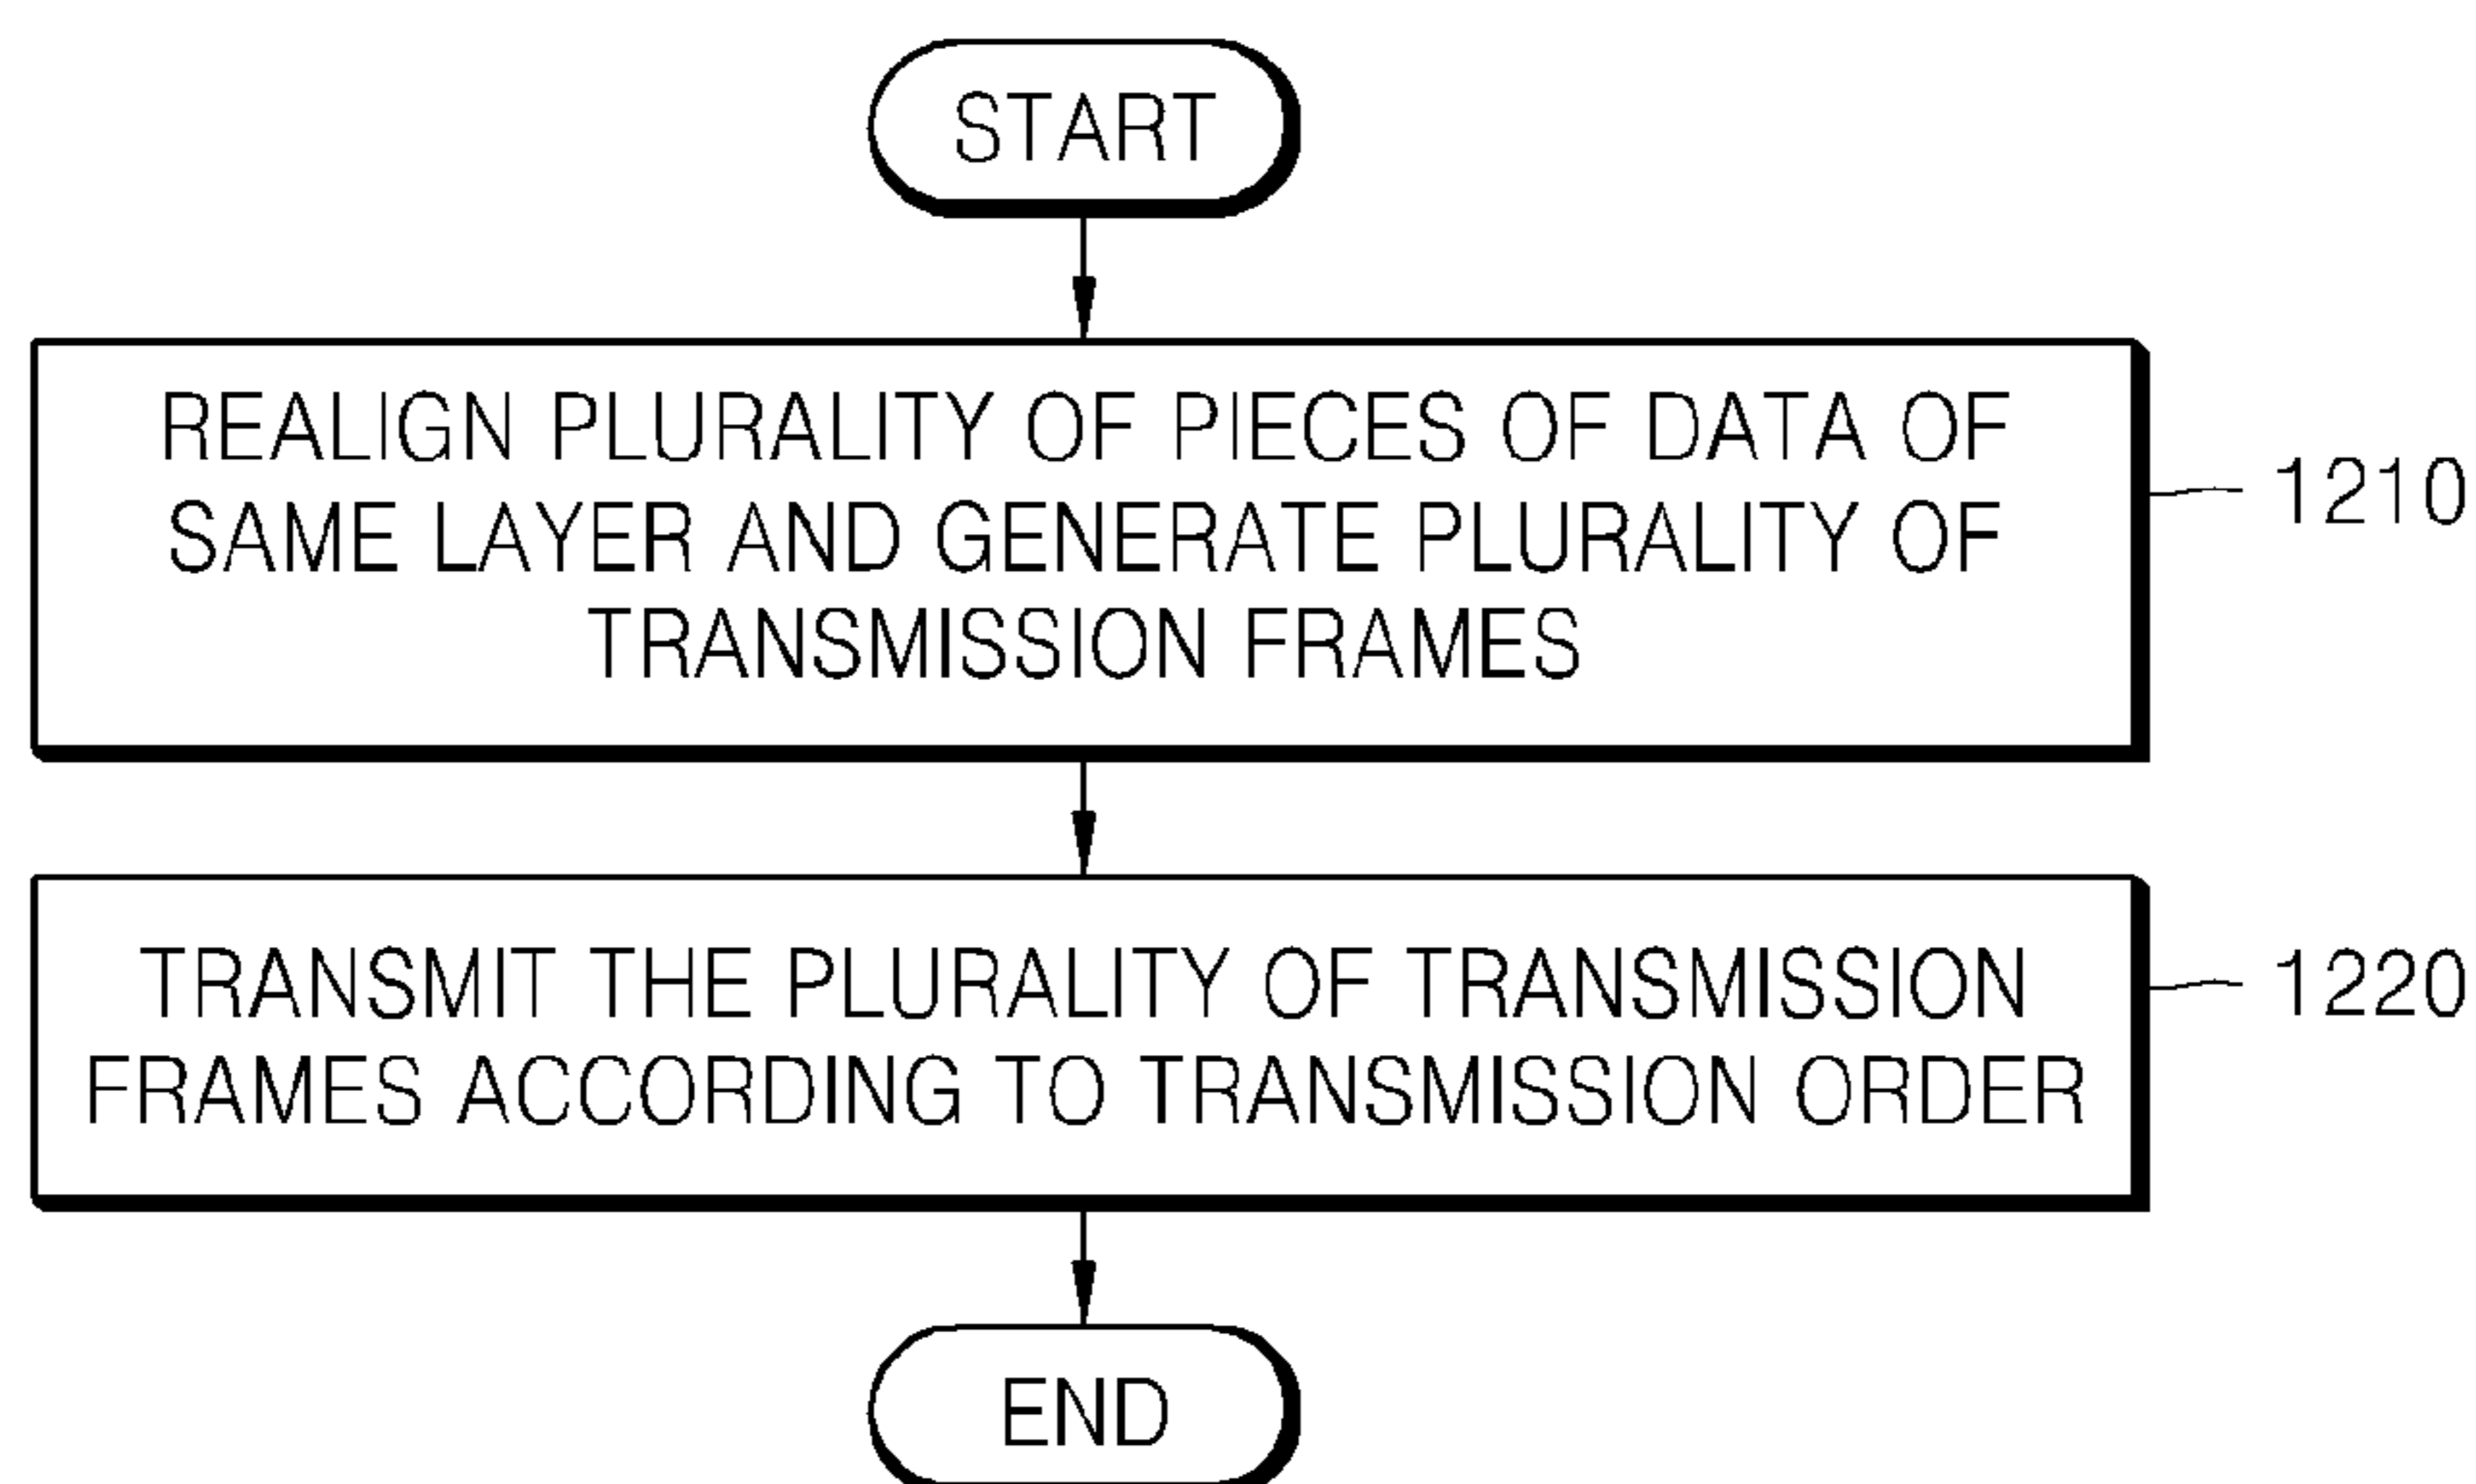 START
REALIGN PLURALITY OF PIECES OF DATA OF
SAME LAYER AND GENERATE PLURALITY OF
TRANSMISSION FRAMES
1210
TRANSMIT THE PLURALITY OF TRANSMISSION
FRAMES ACCORDING TO TRANSMISSION ORDER
1220
END